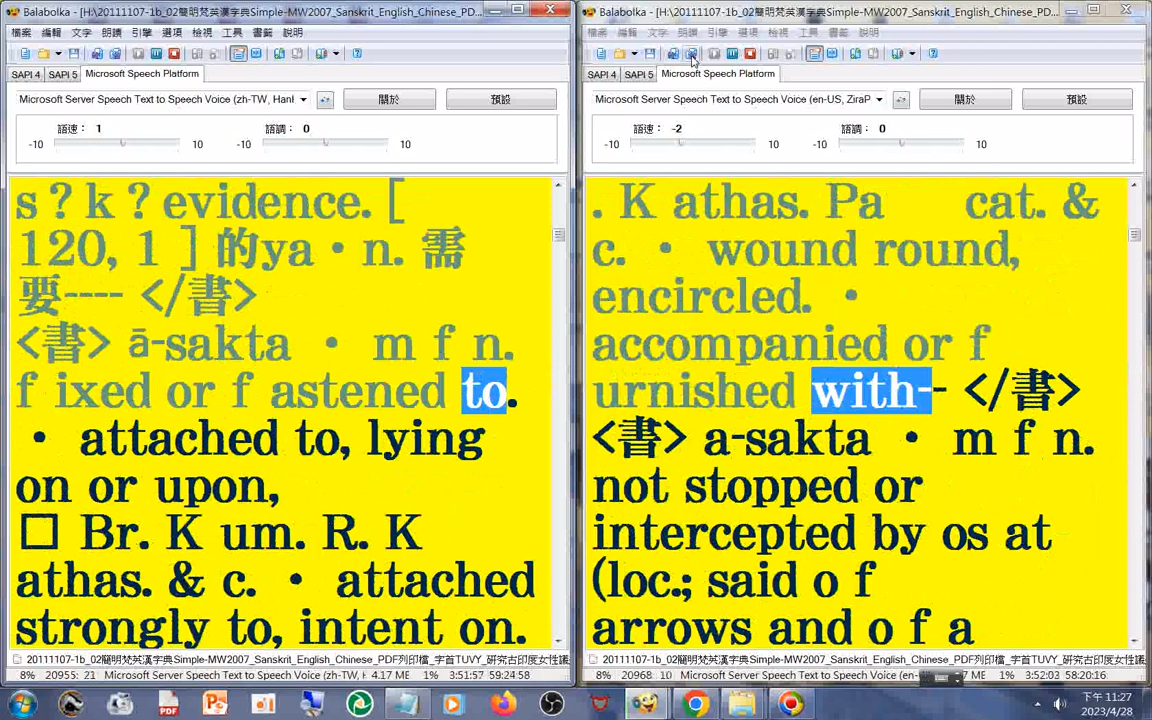 Balabolka - [H:\20111107-1b_02簡明梵英漢字典Simple-MW2007_Sanskrit_English_Chinese_PD...
檔案 編輯 文字 朗讀 引擎 選項 檢視 工具 書籤 說明
SAPI 4 SAPI 5 Microsoft Speech Platform
Microsoft Server Speech Text to Speech Voice (zh-TW, Hanl
關於 預設
語速： 1 語調： 0
-10 10 -10 10
s ? k ? evidence. [
120, 1 ] 的ya • n. 需
要---- </書>
<書> ā-sakta • m f n.
f ixed or f astened to.
• attached to, lying
on or upon,
□ Br. K um. R. K
athas. & c. • attached
strongly to, intent on.
20111107-1b_02簡明梵英漢字典Simple-MW2007_Sanskrit_English_Chinese_PDF列印檔_字首TUVY_研究古印度女性議
8% 20955: 21 Microsoft Server Speech Text to Speech Voice (zh-TW, H 4.17 ME 1% 3:51:57 59:24:58
Balabolka - [H:\20111107-1b_02簡明梵英漢字典Simple-MW2007_Sanskrit_English_Chinese_PD...
檔案 編輯 文字 朗讀 引擎 選項 檢視 工具 書籤 說明
SAPI 4 SAPI 5 Microsoft Speech Platform
Microsoft Server Speech Text to Speech Voice (en-US, ZiraP
關於 預設
語速： -2 語調： 0
-10 10 -10 10
. K athas. Pa cat. &
c. • wound round,
encircled. •
accompanied or f
urnished with-- </書>
<書> a-sakta • m f n.
not stopped or
intercepted by os at
(loc.; said o f
arrows and o f a
20111107-1b_02簡明梵英漢字典Simple-MW2007_Sanskrit_English_Chinese_PDF列印檔_字首TUVY_研究古印度女性議
8% 20968: 10 Microsoft Server Speech Text to Speech Voice (en- 1% 3:52:03 58:20:16
PDF
下午 11:27
2023/4/28